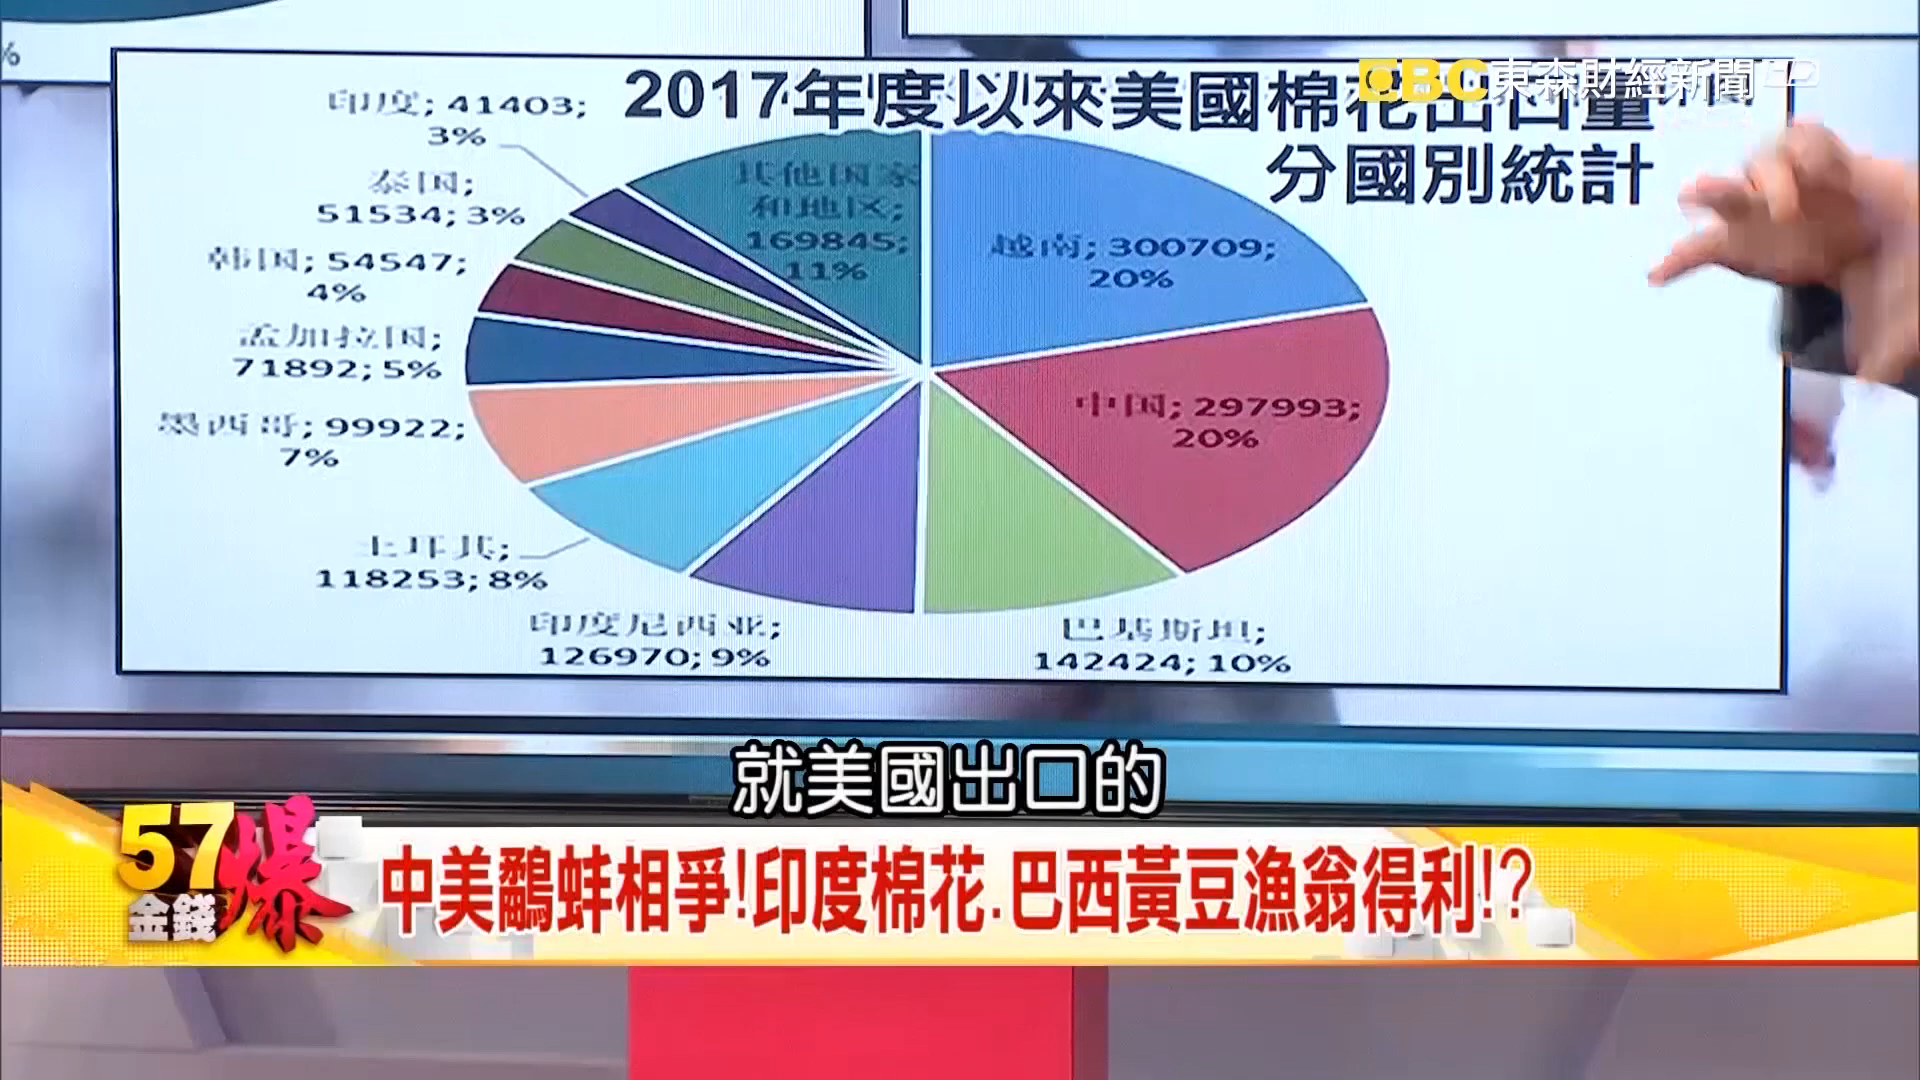 EBC東森財經新聞HD
2017年度以來美國棉花出口量
分國別統計
印度; 41403;
3%
泰国;
51534; 3%
韩国; 54547;
4%
孟加拉国;
71892; 5%
墨西哥; 99922;
7%
土耳其;
118253; 8%
印度尼西亚;
126970; 9%
巴基斯坦;
142424; 10%
中国; 297993;
20%
越南; 300709;
20%
其他国家
和地区;
169845;
11%
%
就美國出口的
57金錢爆
中美鷸蚌相爭!印度棉花.巴西黃豆漁翁得利!?